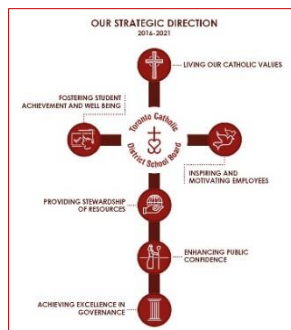 OUR STRATEGIC DIRECTION
2016-2021
LIVING OUR CATHOLIC VALUES
FOSTERING STUDENT
ACHIEVEMENT AND WELL BEING
Toronto Catholic
District School Board
INSPIRING AND
MOTIVATING EMPLOYEES
PROVIDING STEWARDSHIP
OF RESOURCES
ENHANCING PUBLIC
CONFIDENCE
ACHIEVING EXCELLENCE IN
GOVERNANCE